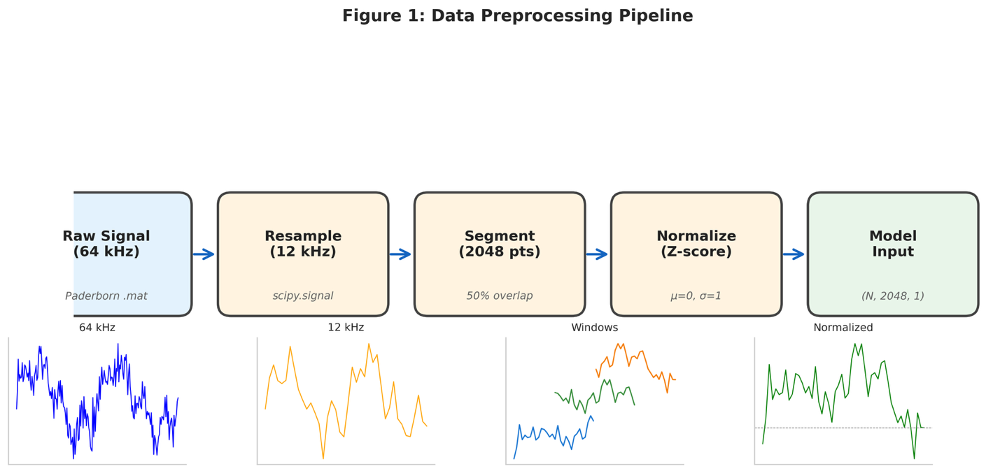 Figure 1: Data Preprocessing Pipeline
Raw Signal
(64 kHz)
Paderborn .mat
Resample
(12 kHz)
scipy.signal
Segment
(2048 pts)
50% overlap
Normalize
(Z-score)
μ=0, σ=1
Model
Input
(N, 2048, 1)
64 kHz
12 kHz
Windows
Normalized